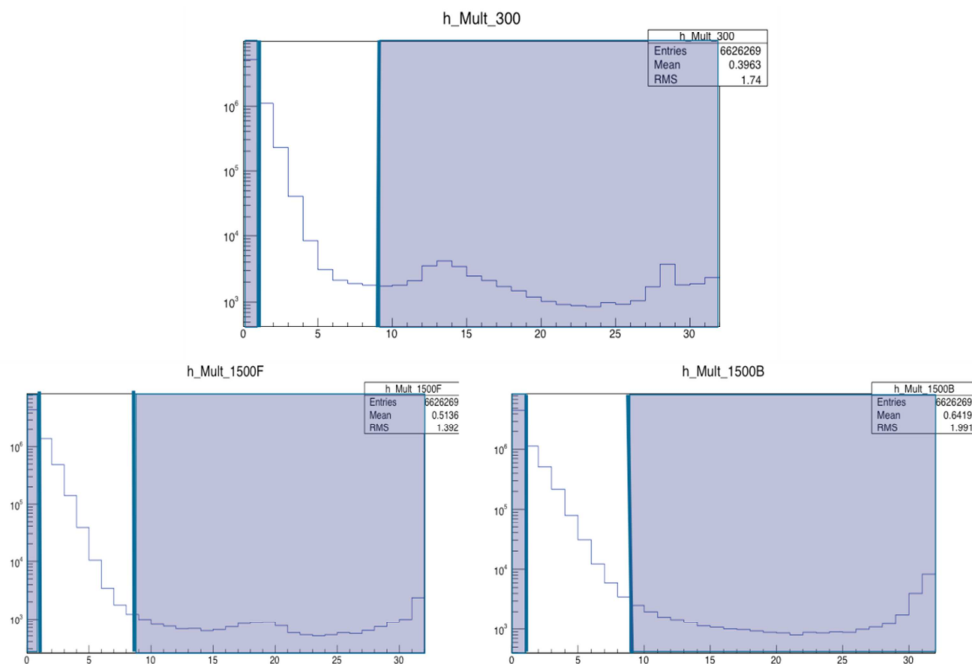 h_Mult_300
h_Mult_300
Entries 6626269
Mean 0.3963
RMS 1.74
10⁶
10⁵
10⁴
10³
0 5 10 15 20 25 30
h_Mult_1500F
h_Mult_1500F
Entries 6626269
Mean 0.5136
RMS 1.392
10⁶
10⁵
10⁴
10³
0 5 10 15 20 25 30
h_Mult_1500B
h_Mult_1500B
Entries 6626269
Mean 0.6419
RMS 1.991
10⁶
10⁵
10⁴
10³
0 5 10 15 20 25 30